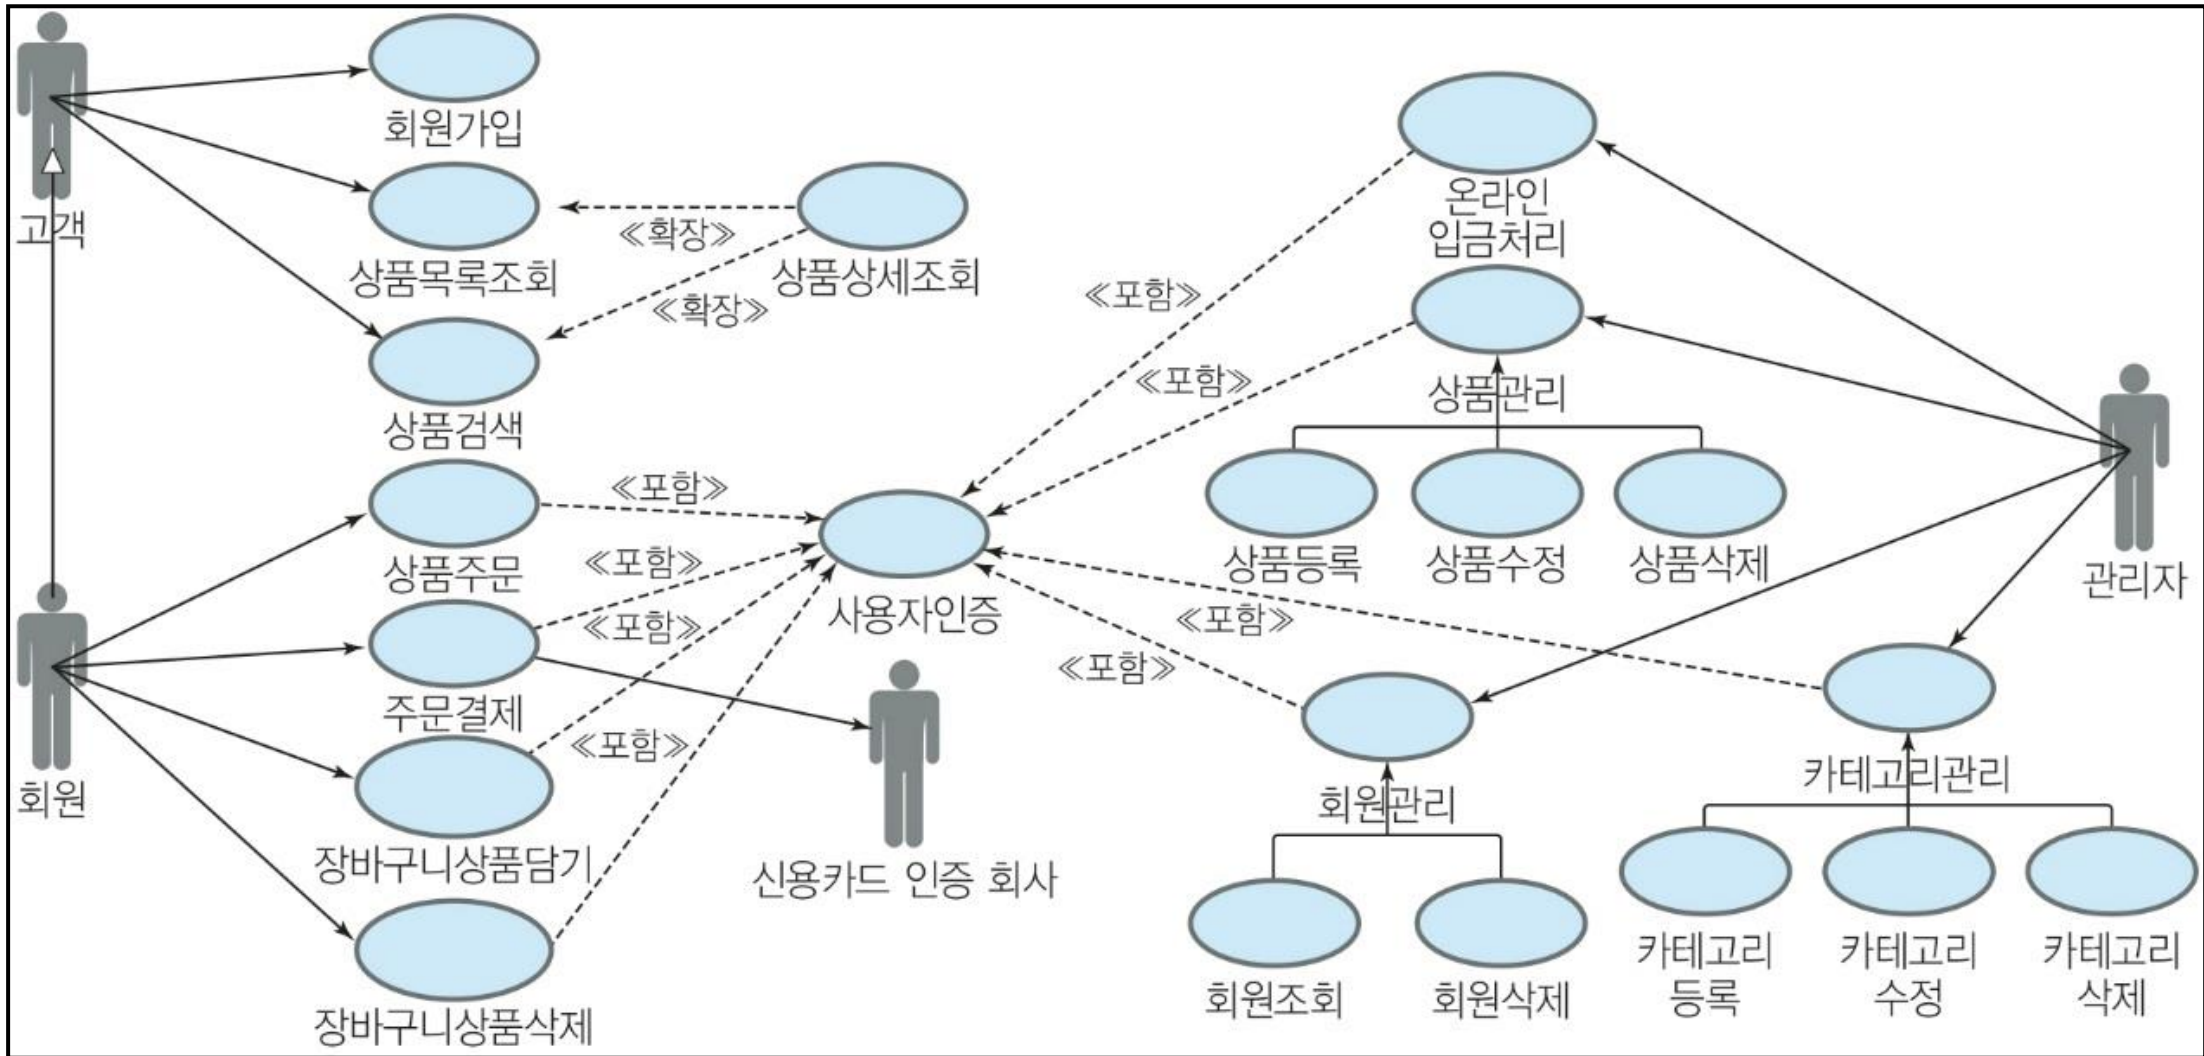 고객
회원가입
상품목록조회
≪확장≫
상품상세조회
≪확장≫
상품검색
회원
상품주문
≪포함≫
주문결제
≪포함≫
≪포함≫
장바구니상품담기
≪포함≫
장바구니상품삭제
사용자인증
신용카드 인증 회사
온라인
입금처리
≪포함≫
상품관리
≪포함≫
상품등록
상품수정
상품삭제
관리자
≪포함≫
≪포함≫
회원관리
회원조회
회원삭제
카테고리관리
카테고리
등록
카테고리
수정
카테고리
삭제